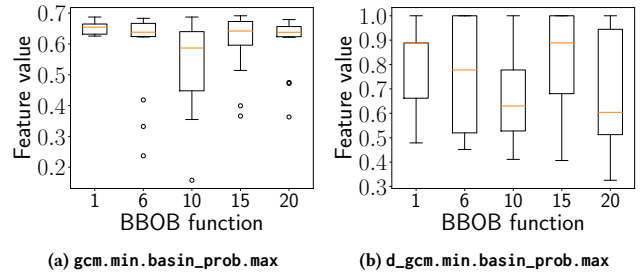 0.7
0.6
0.5
0.4
0.3
0.2
Feature value
1 6 10 15 20
BBOB function
(a) gcm.min.basin_prob.max
1.0
0.9
0.8
0.7
0.6
0.5
0.4
0.3
Feature value
1 6 10 15 20
BBOB function
(b) d_gcm.min.basin_prob.max